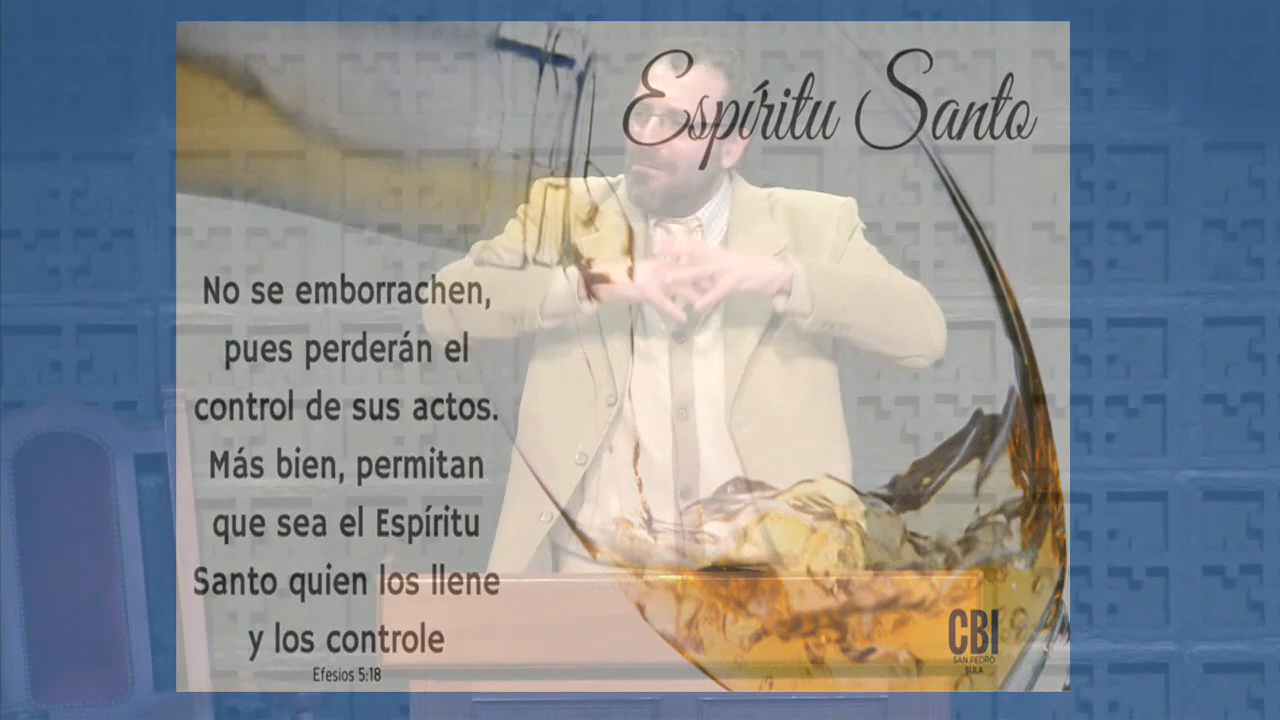 Espíritu Santo
No se emborrachen,
pues perderán el
control de sus actos.
Más bien, permitan
que sea el Espíritu
Santo quien los llene
y los controle
Efesios 5:18
CBI
SAN PEDRO
SULA